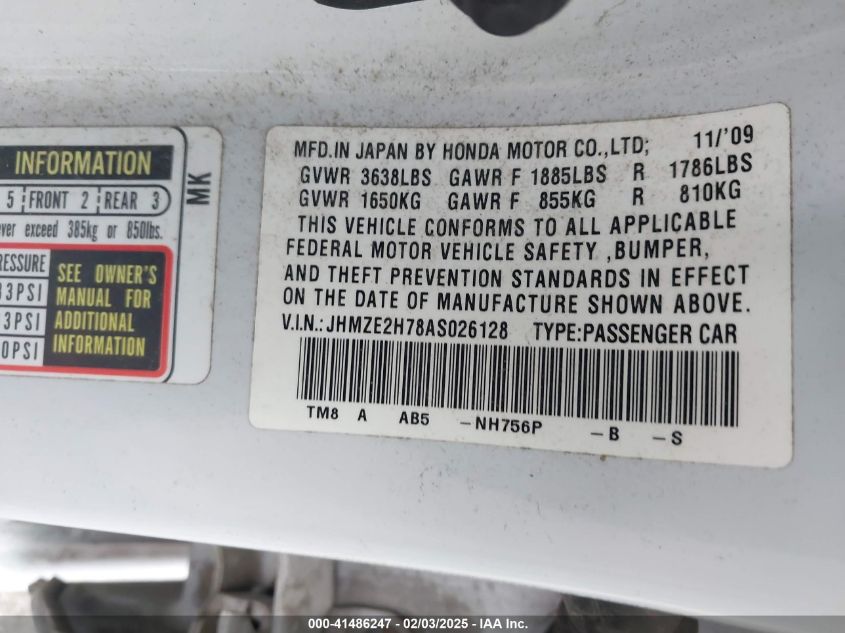 INFORMATION
5 FRONT 2 REAR 3
ever exceed 385kg or 850lbs.
RESSURE
33PSI
3PSI
0PSI
SEE OWNER'S
MANUAL FOR
ADDITIONAL
INFORMATION
MK
MFD.IN JAPAN BY HONDA MOTOR CO.,LTD; 11/'09
GVWR 3638LBS GAWR F 1885LBS R 1786LBS
GVWR 1650KG GAWR F 855KG R 810KG
THIS VEHICLE CONFORMS TO ALL APPLICABLE
FEDERAL MOTOR VEHICLE SAFETY ,BUMPER,
AND THEFT PREVENTION STANDARDS IN EFFECT
ON THE DATE OF MANUFACTURE SHOWN ABOVE.
V.I.N.: JHMZE2H78AS026128 TYPE:PASSENGER CAR
TM8 A AB5 -NH756P -B -S
000-41486247 - 02/03/2025 - IAA Inc.